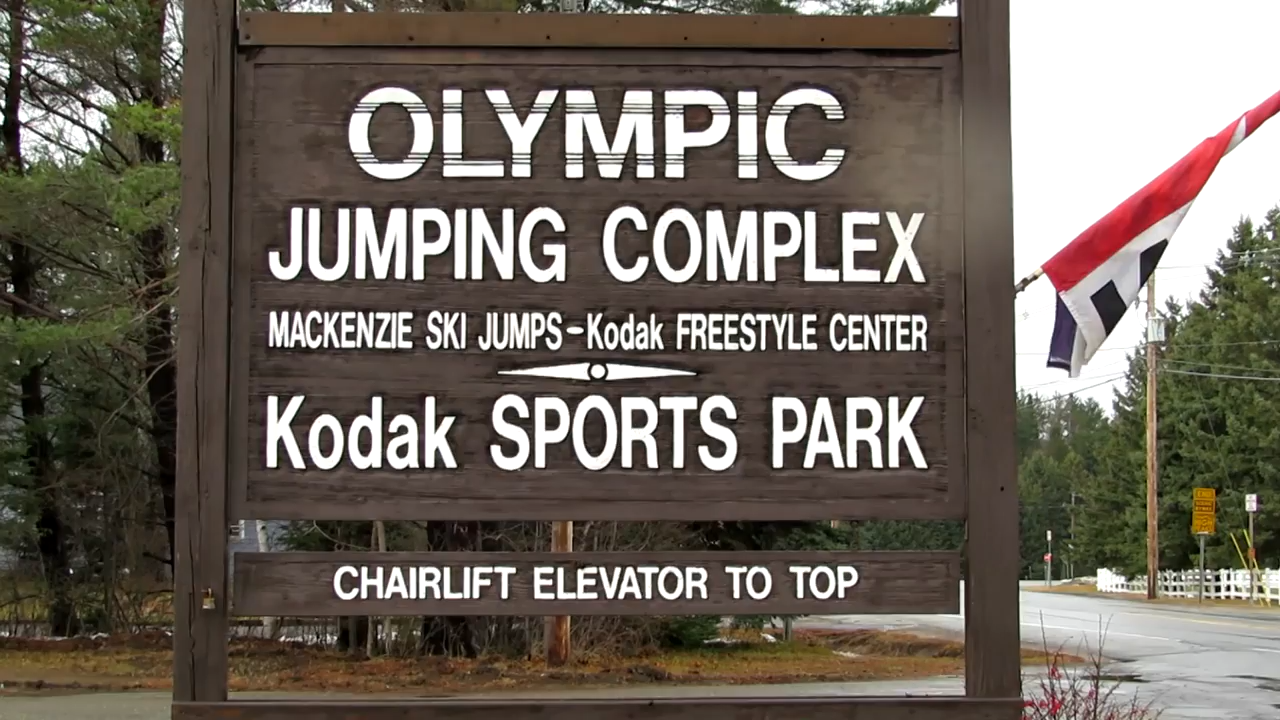 OLYMPIC
JUMPING COMPLEX
MACKENZIE SKI JUMPS-Kodak FREESTYLE CENTER
Kodak SPORTS PARK
CHAIRLIFT ELEVATOR TO TOP